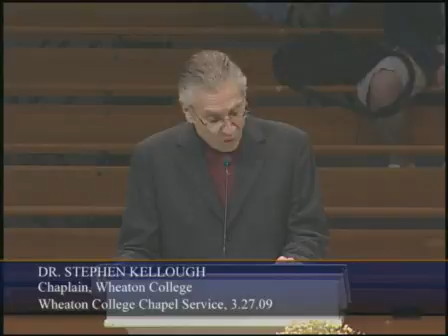 DR. STEPHEN KELLOUGH
Chaplain, Wheaton College
Wheaton College Chapel Service, 3.27.09